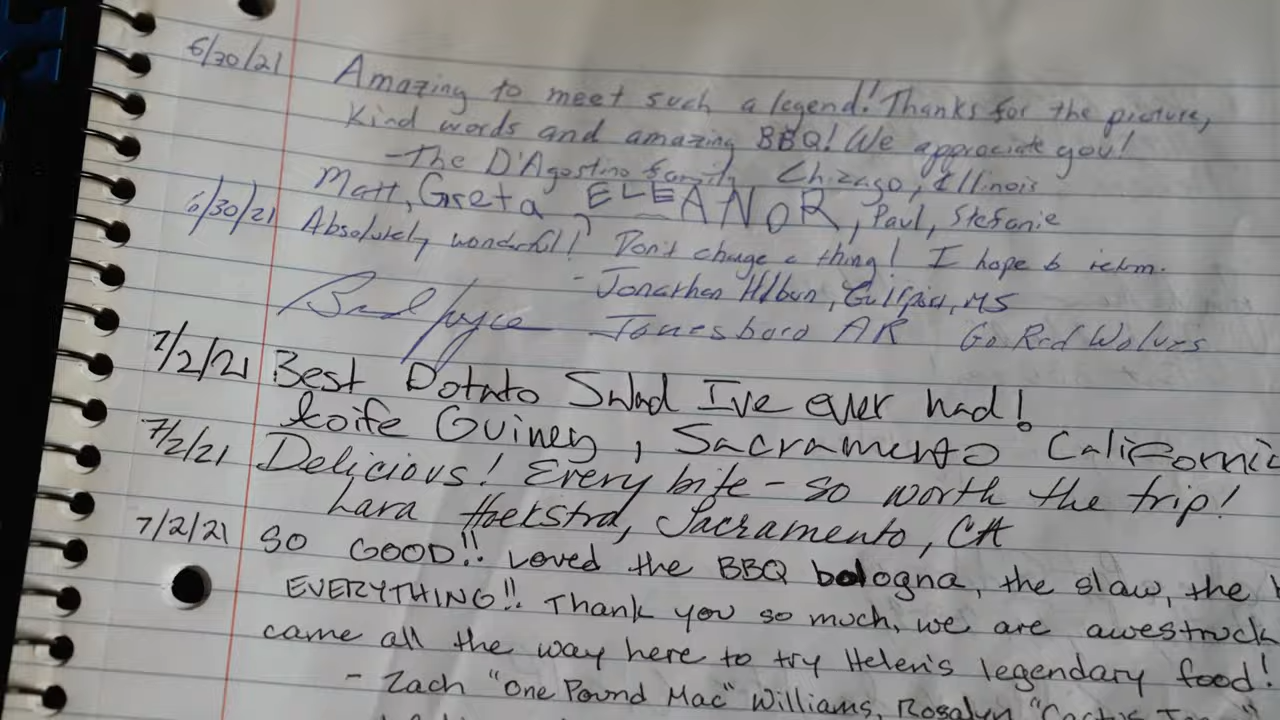 6/30/21 Amazing to meet such a legend! Thanks for the picture,
Kind words and amazing BBQ! We appreciate you!
-The D'Agostino family Chicago, Illinois
Matt, Greta ELEANOR, Paul, Stefanie
6/30/21 Absolutely wonderful! Don't change a thing! I hope to return.
- Jonathan Gulfport, MS
Jonesboro AR Go Red Wolves
7/2/21 Best Potato Salad I've ever had!
Guiney, Sacramento California
7/2/21 Delicious! Every bite - so worth the trip!
Lara Hoekstra, Sacramento, CA
7/2/21 SO GOOD!! Loved the BBQ bologna, the slaw, the
EVERYTHING!! Thank you so much, we are awestruck
came all the way here to try Helen's legendary food!
- Zach "One Pound Mac" Williams, Rosalyn